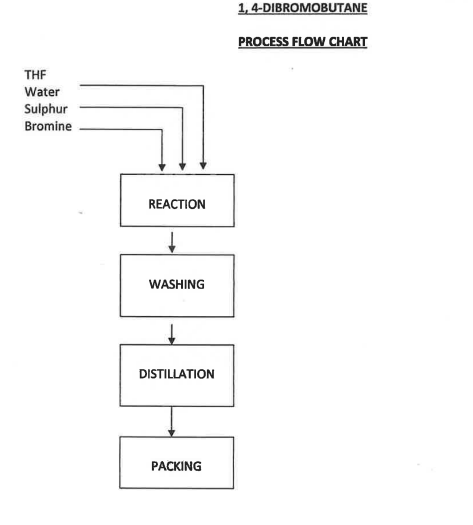 1, 4-DIBROMOBUTANE
PROCESS FLOW CHART
THF
Water
Sulphur
Bromine
REACTION
WASHING
DISTILLATION
PACKING